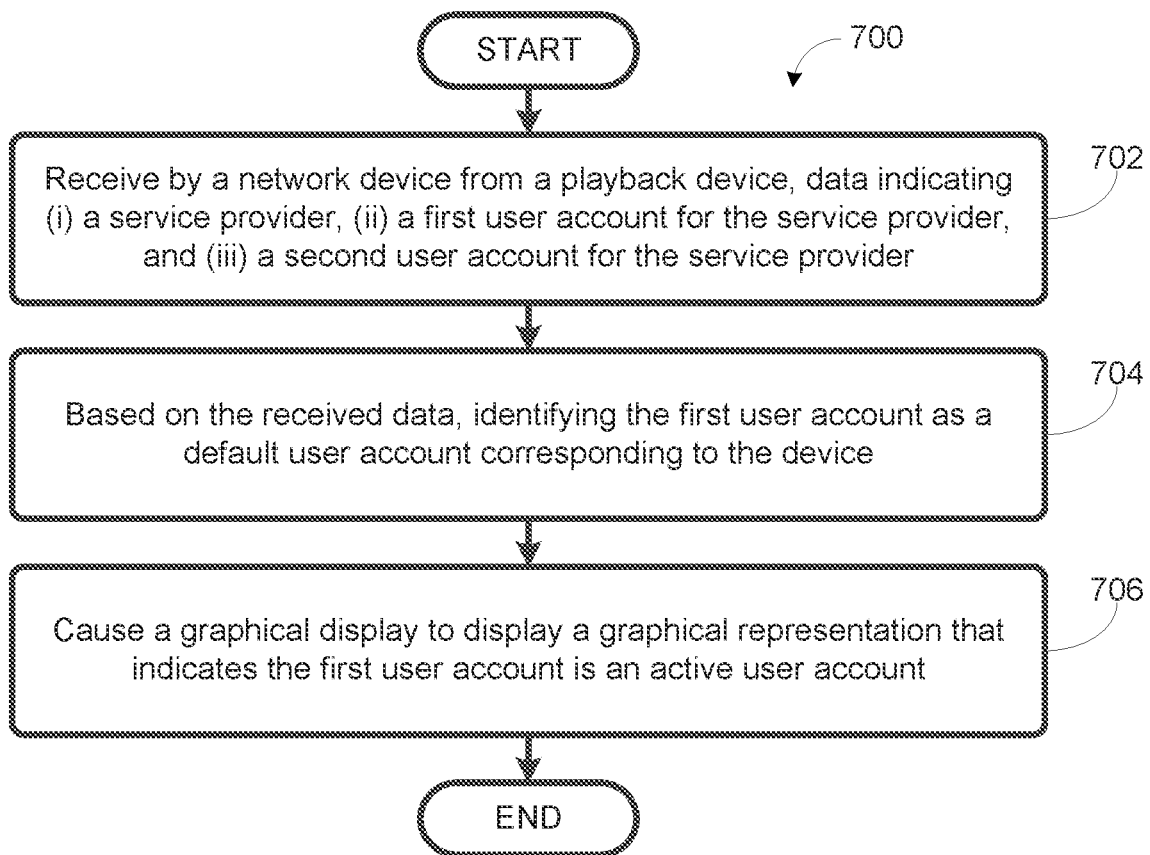 START
700
702
Receive by a network device from a playback device, data indicating
(i) a service provider, (ii) a first user account for the service provider,
and (iii) a second user account for the service provider
704
Based on the received data, identifying the first user account as a
default user account corresponding to the device
706
Cause a graphical display to display a graphical representation that
indicates the first user account is an active user account
END